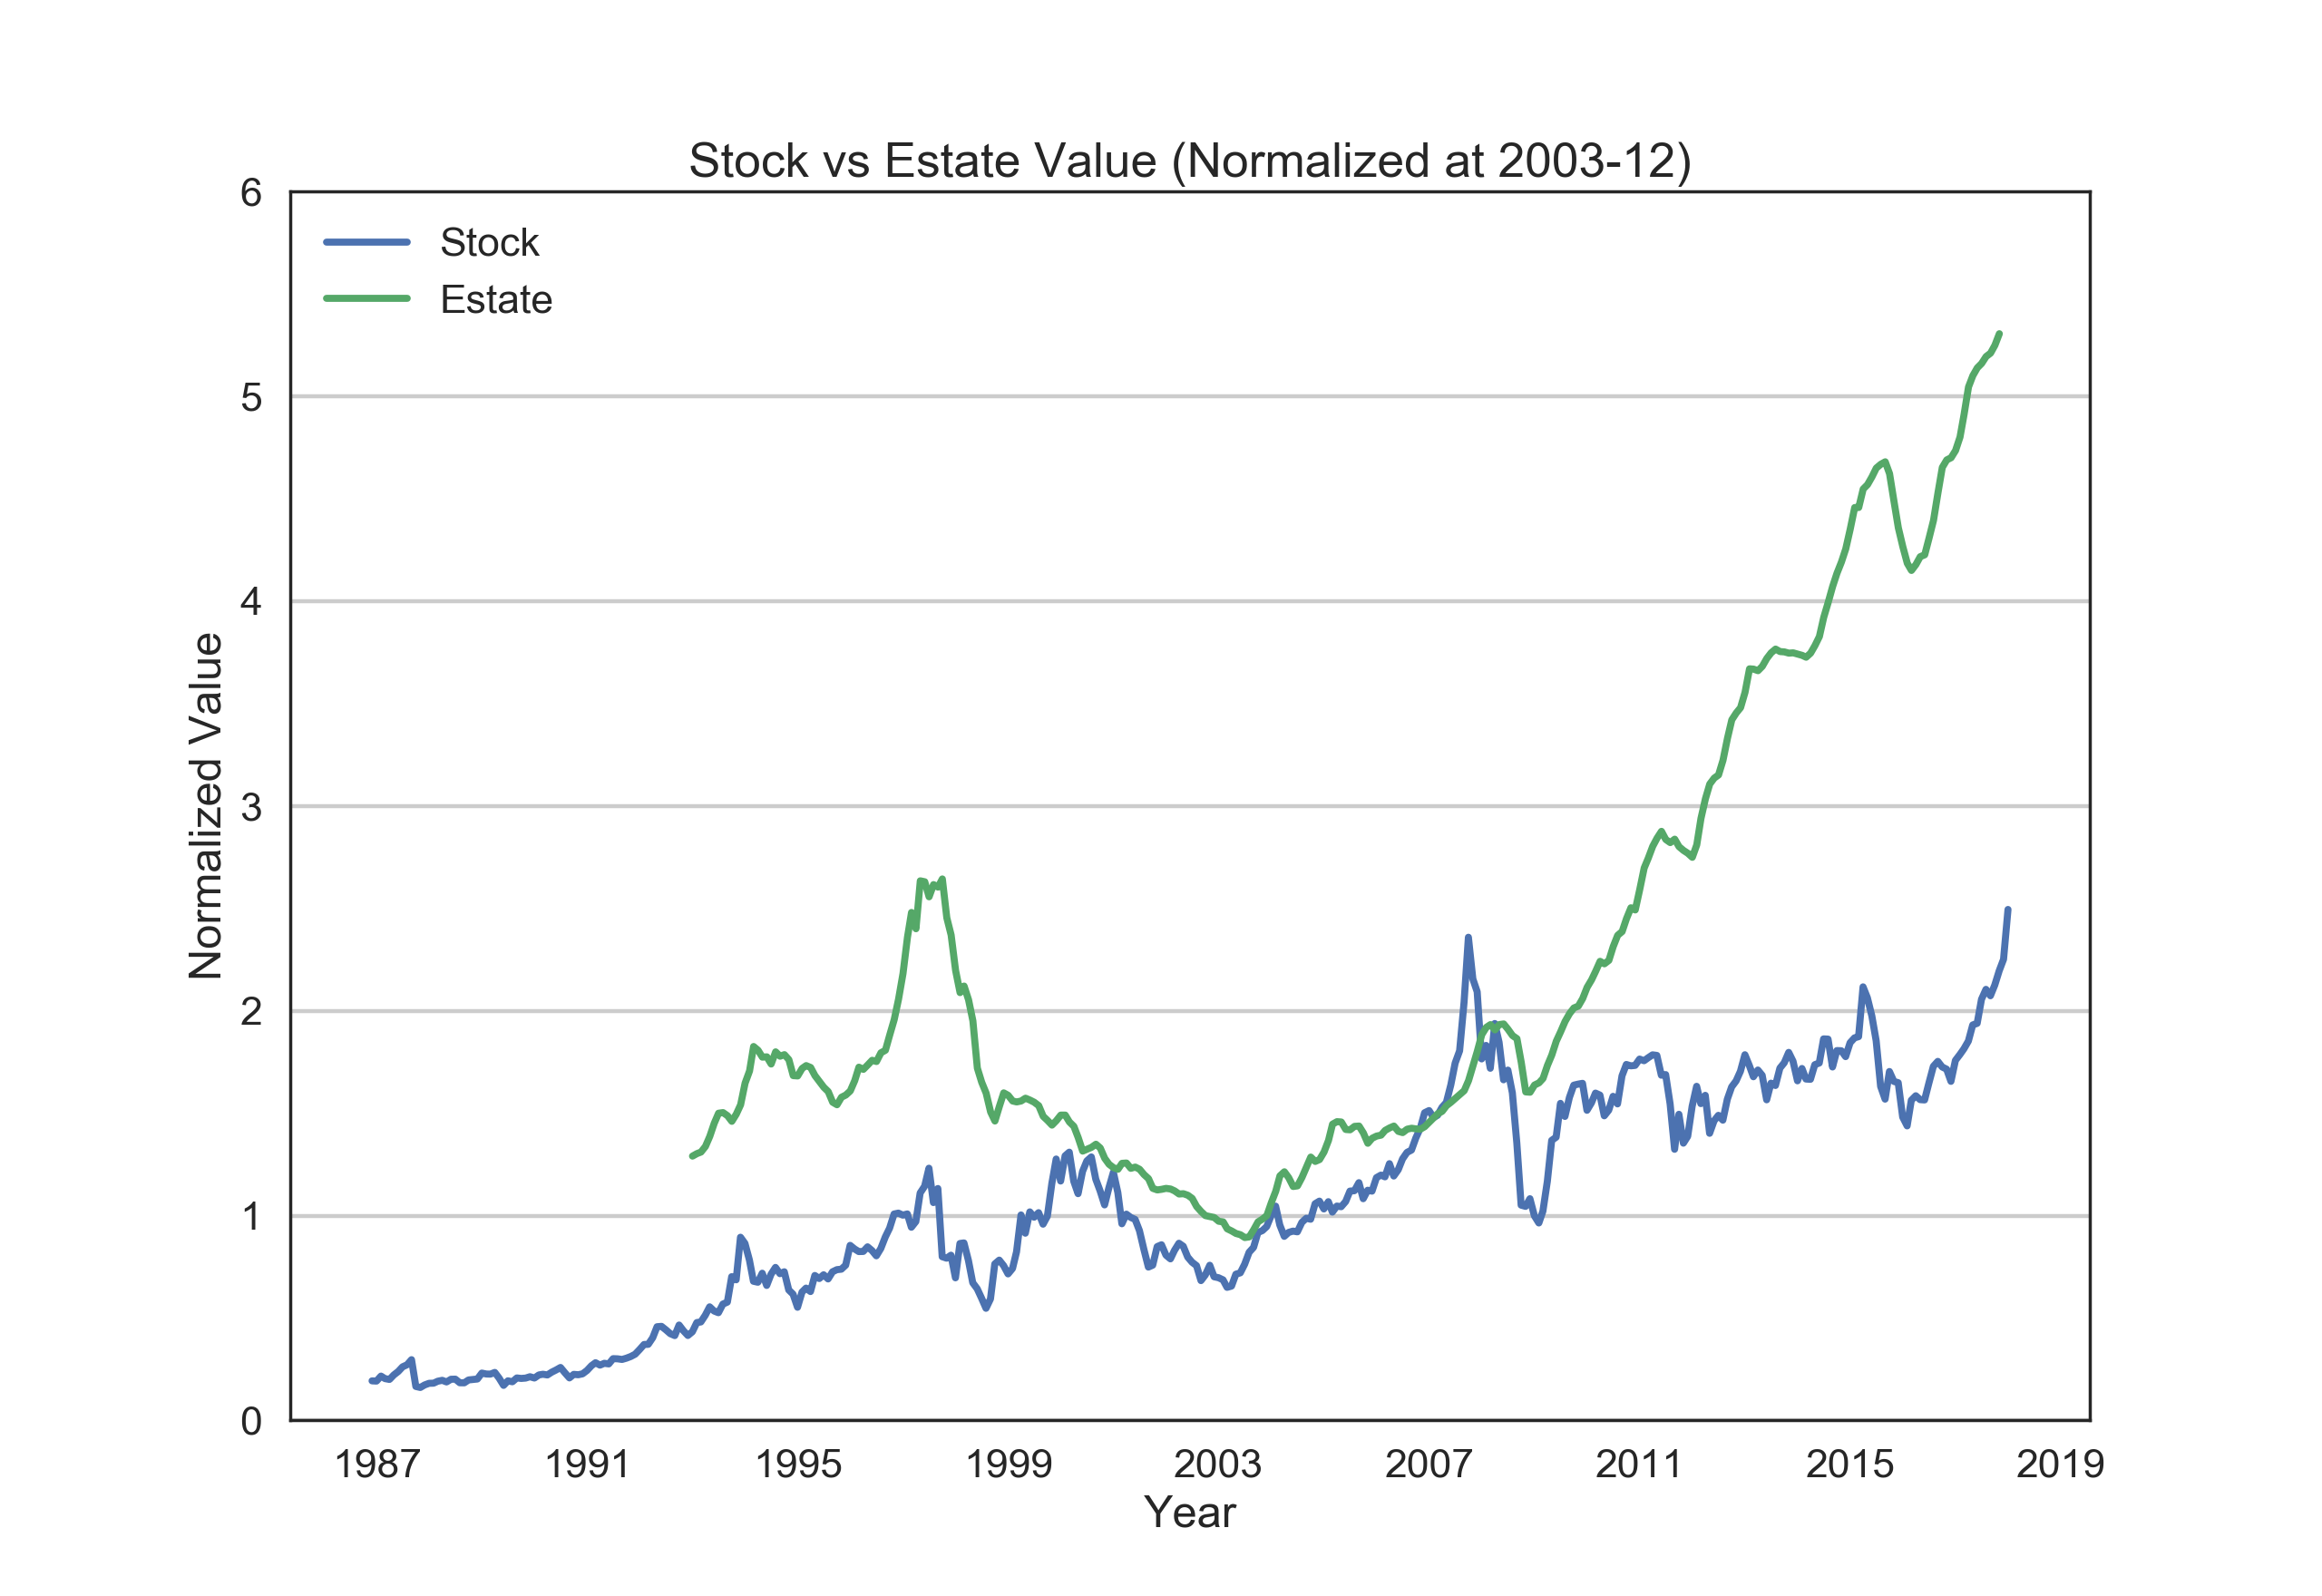 Stock vs Estate Value (Normalized at 2003-12)
6
Stock
Estate
5
4
3
2
1
0
Normalized Value
1987 1991 1995 1999 2003 2007 2011 2015 2019
Year